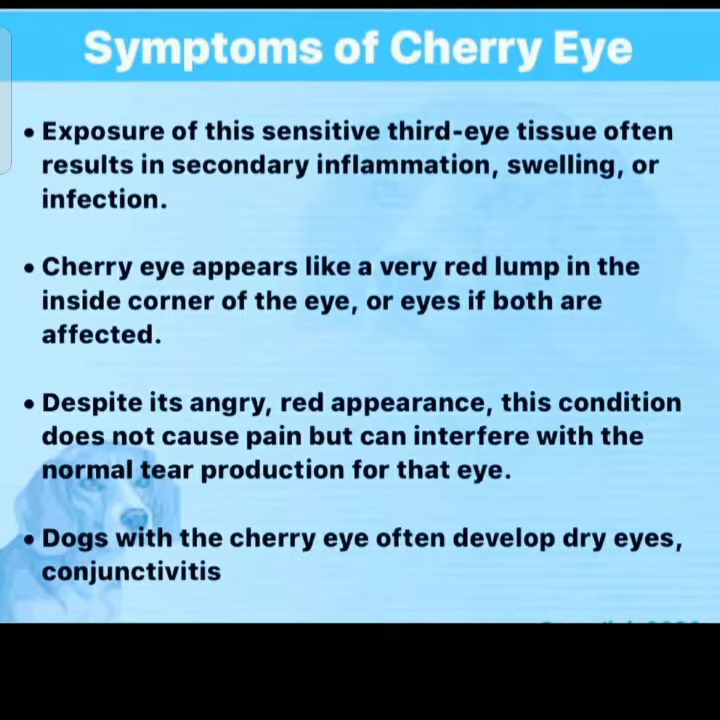 Symptoms of Cherry Eye
• Exposure of this sensitive third-eye tissue often
results in secondary inflammation, swelling, or
infection.
• Cherry eye appears like a very red lump in the
inside corner of the eye, or eyes if both are
affected.
• Despite its angry, red appearance, this condition
does not cause pain but can interfere with the
normal tear production for that eye.
• Dogs with the cherry eye often develop dry eyes,
conjunctivitis